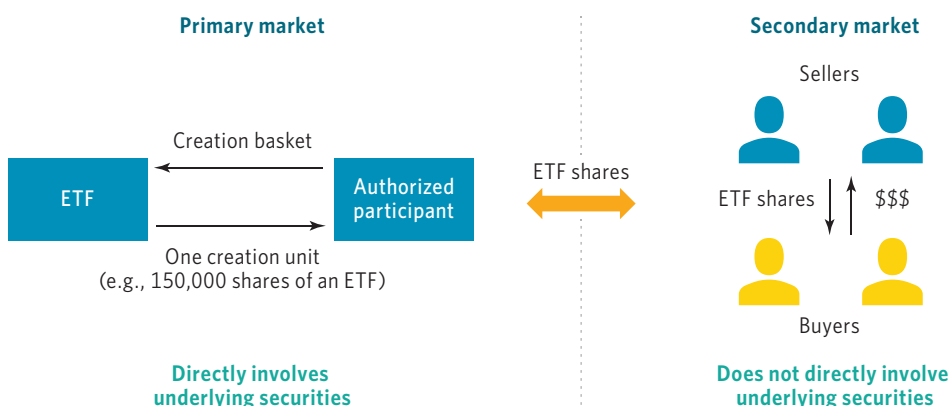 Primary market
Creation basket
ETF
Authorized
participant
One creation unit
(e.g., 150,000 shares of an ETF)
Directly involves
underlying securities
ETF shares
Secondary market
Sellers
ETF shares
$$$
Buyers
Does not directly involve
underlying securities